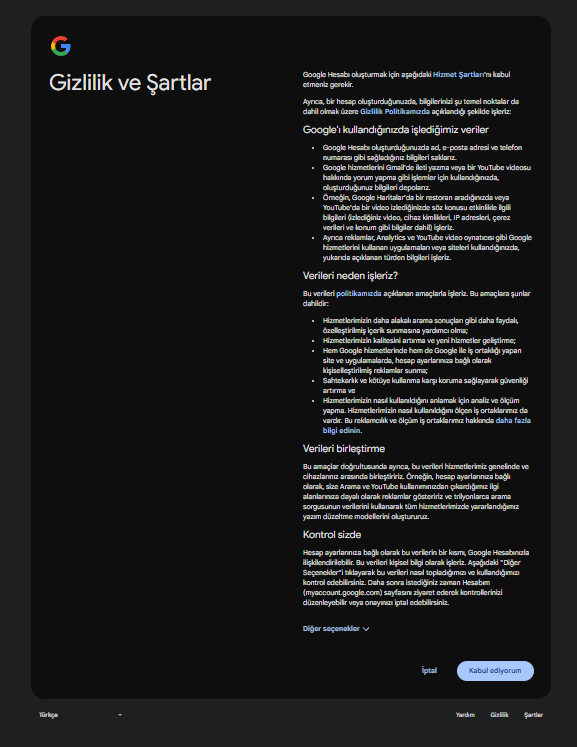 Gizlilik ve Şartlar
Google Hesabı oluşturmak için aşağıdaki Hizmet Şartları'nı kabul
etmeniz gerekir.
Ayrıca, bir hesap oluşturduğunuzda, bilgilerinizi şu temel noktalar da
dahil olmak üzere Gizlilik Politikamızda açıklandığı şekilde işleriz:
Google'ı kullandığınızda işlediğimiz veriler
• Google Hesabı oluşturduğunuzda ad, e-posta adresi ve telefon
numarası gibi sağladığınız bilgileri saklarız.
• Google hizmetlerini Gmail'de ileti yazma veya bir YouTube videosu
hakkında yorum yapma gibi işlemler için kullandığınızda,
oluşturduğunuz bilgileri depolarız.
• Örneğin, Google Haritalar'da bir restoran aradığınızda veya
YouTube'da bir video izlediğinizde söz konusu etkinlikle ilgili
bilgileri (izlediğiniz video, cihaz kimlikleri, IP adresleri, çerez
verileri ve konum gibi bilgiler dahil) işleriz.
• Ayrıca reklamlar, Analytics ve YouTube video oynatıcısı gibi Google
hizmetlerini kullanan uygulamaları veya siteleri kullandığınızda,
yukarıda açıklanan türden bilgileri işleriz.
Verileri neden işleriz?
Bu verileri politikamızda açıklanan amaçlarla işleriz. Bu amaçlara şunlar
dahildir:
• Hizmetlerimizin daha alakalı arama sonuçları gibi daha faydalı,
özelleştirilmiş içerik sunmasına yardımcı olma;
• Hizmetlerimizin kalitesini artırma ve yeni hizmetler geliştirme;
• Hem Google hizmetlerinde hem de Google ile iş ortaklığı yapan
site ve uygulamalarda, hesap ayarlarınıza bağlı olarak
kişiselleştirilmiş reklamlar sunma;
• Sahtekarlık ve kötüye kullanma karşı koruma sağlayarak güvenliği
artırma ve
• Hizmetlerimizin nasıl kullanıldığını anlamak için analiz ve ölçüm
yapma. Hizmetlerimizin nasıl kullanıldığını ölçen iş ortaklarımız da
vardır. Bu reklamcılık ve ölçüm iş ortaklarımız hakkında daha fazla
bilgi edinin.
Verileri birleştirme
Bu amaçlar doğrultusunda ayrıca, bu verileri hizmetlerimiz genelinde ve
cihazlarınız arasında birleştiririz. Örneğin, hesap ayarlarınıza bağlı
olarak, size Arama ve YouTube kullanımınızdan çıkardığımız ilgi
alanlarınıza dayalı olarak reklamlar gösteririz ve trilyonlarca arama
sorgusunun verilerini kullanarak tüm hizmetlerimizde yararlandığımız
yazım düzeltme modellerini oluştururuz.
Kontrol sizde
Hesap ayarlarınıza bağlı olarak bu verilerin bir kısmı, Google Hesabınızla
ilişkilendirilebilir. Bu verileri kişisel bilgi olarak işleriz. Aşağıdaki "Diğer
Seçenekler"i tıklayarak bu verileri nasıl topladığımızı ve kullandığımızı
kontrol edebilirsiniz. Daha sonra istediğiniz zaman Hesabım
(myaccount.google.com) sayfasını ziyaret ederek kontrollerinizi
düzenleyebilir veya onayınızı iptal edebilirsiniz.
Diğer seçenekler
İptal
Kabul ediyorum
Türkçe
Yardım
Gizlilik
Şartlar